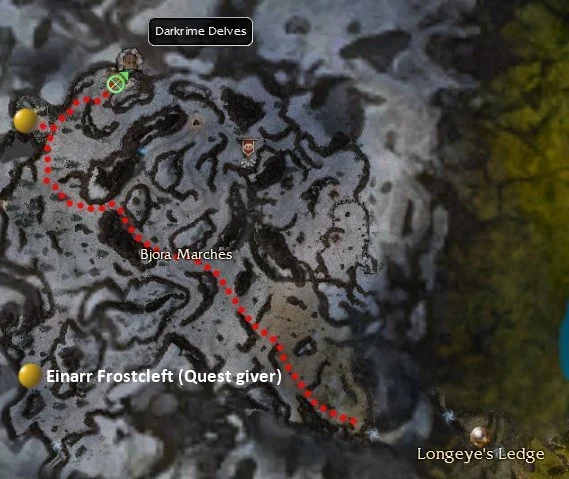 Darkrime Delves
Bjora Marches
Einarr Frostcleft (Quest giver)
Longeye's Ledge